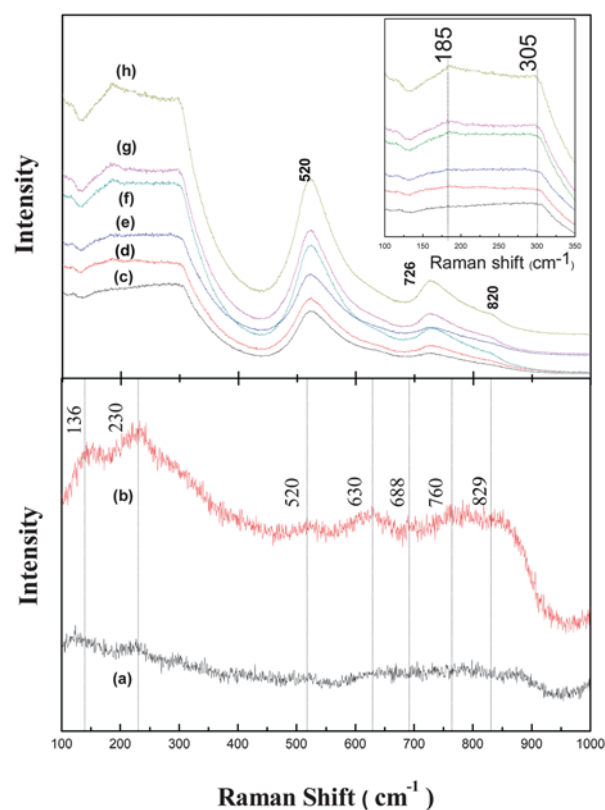 Intensity
(h)
(g)
(f)
(e)
(d)
(c)
520
726
820
185
305
100 150 200 250 300 350
Raman shift (cm-1)
Intensity
136
230
520
630
688
760
829
(b)
(a)
100 200 300 400 500 600 700 800 900 1000
Raman Shift ( cm-1 )